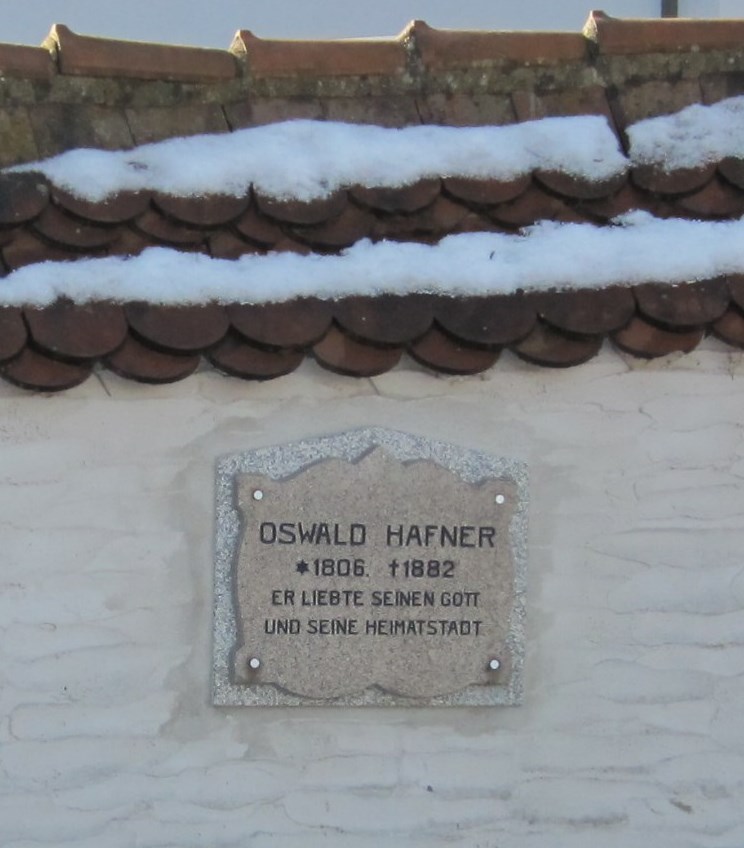 OSWALD HAFNER
*1806. †1882
ER LIEBTE SEINEN GOTT
UND SEINE HEIMATSTADT